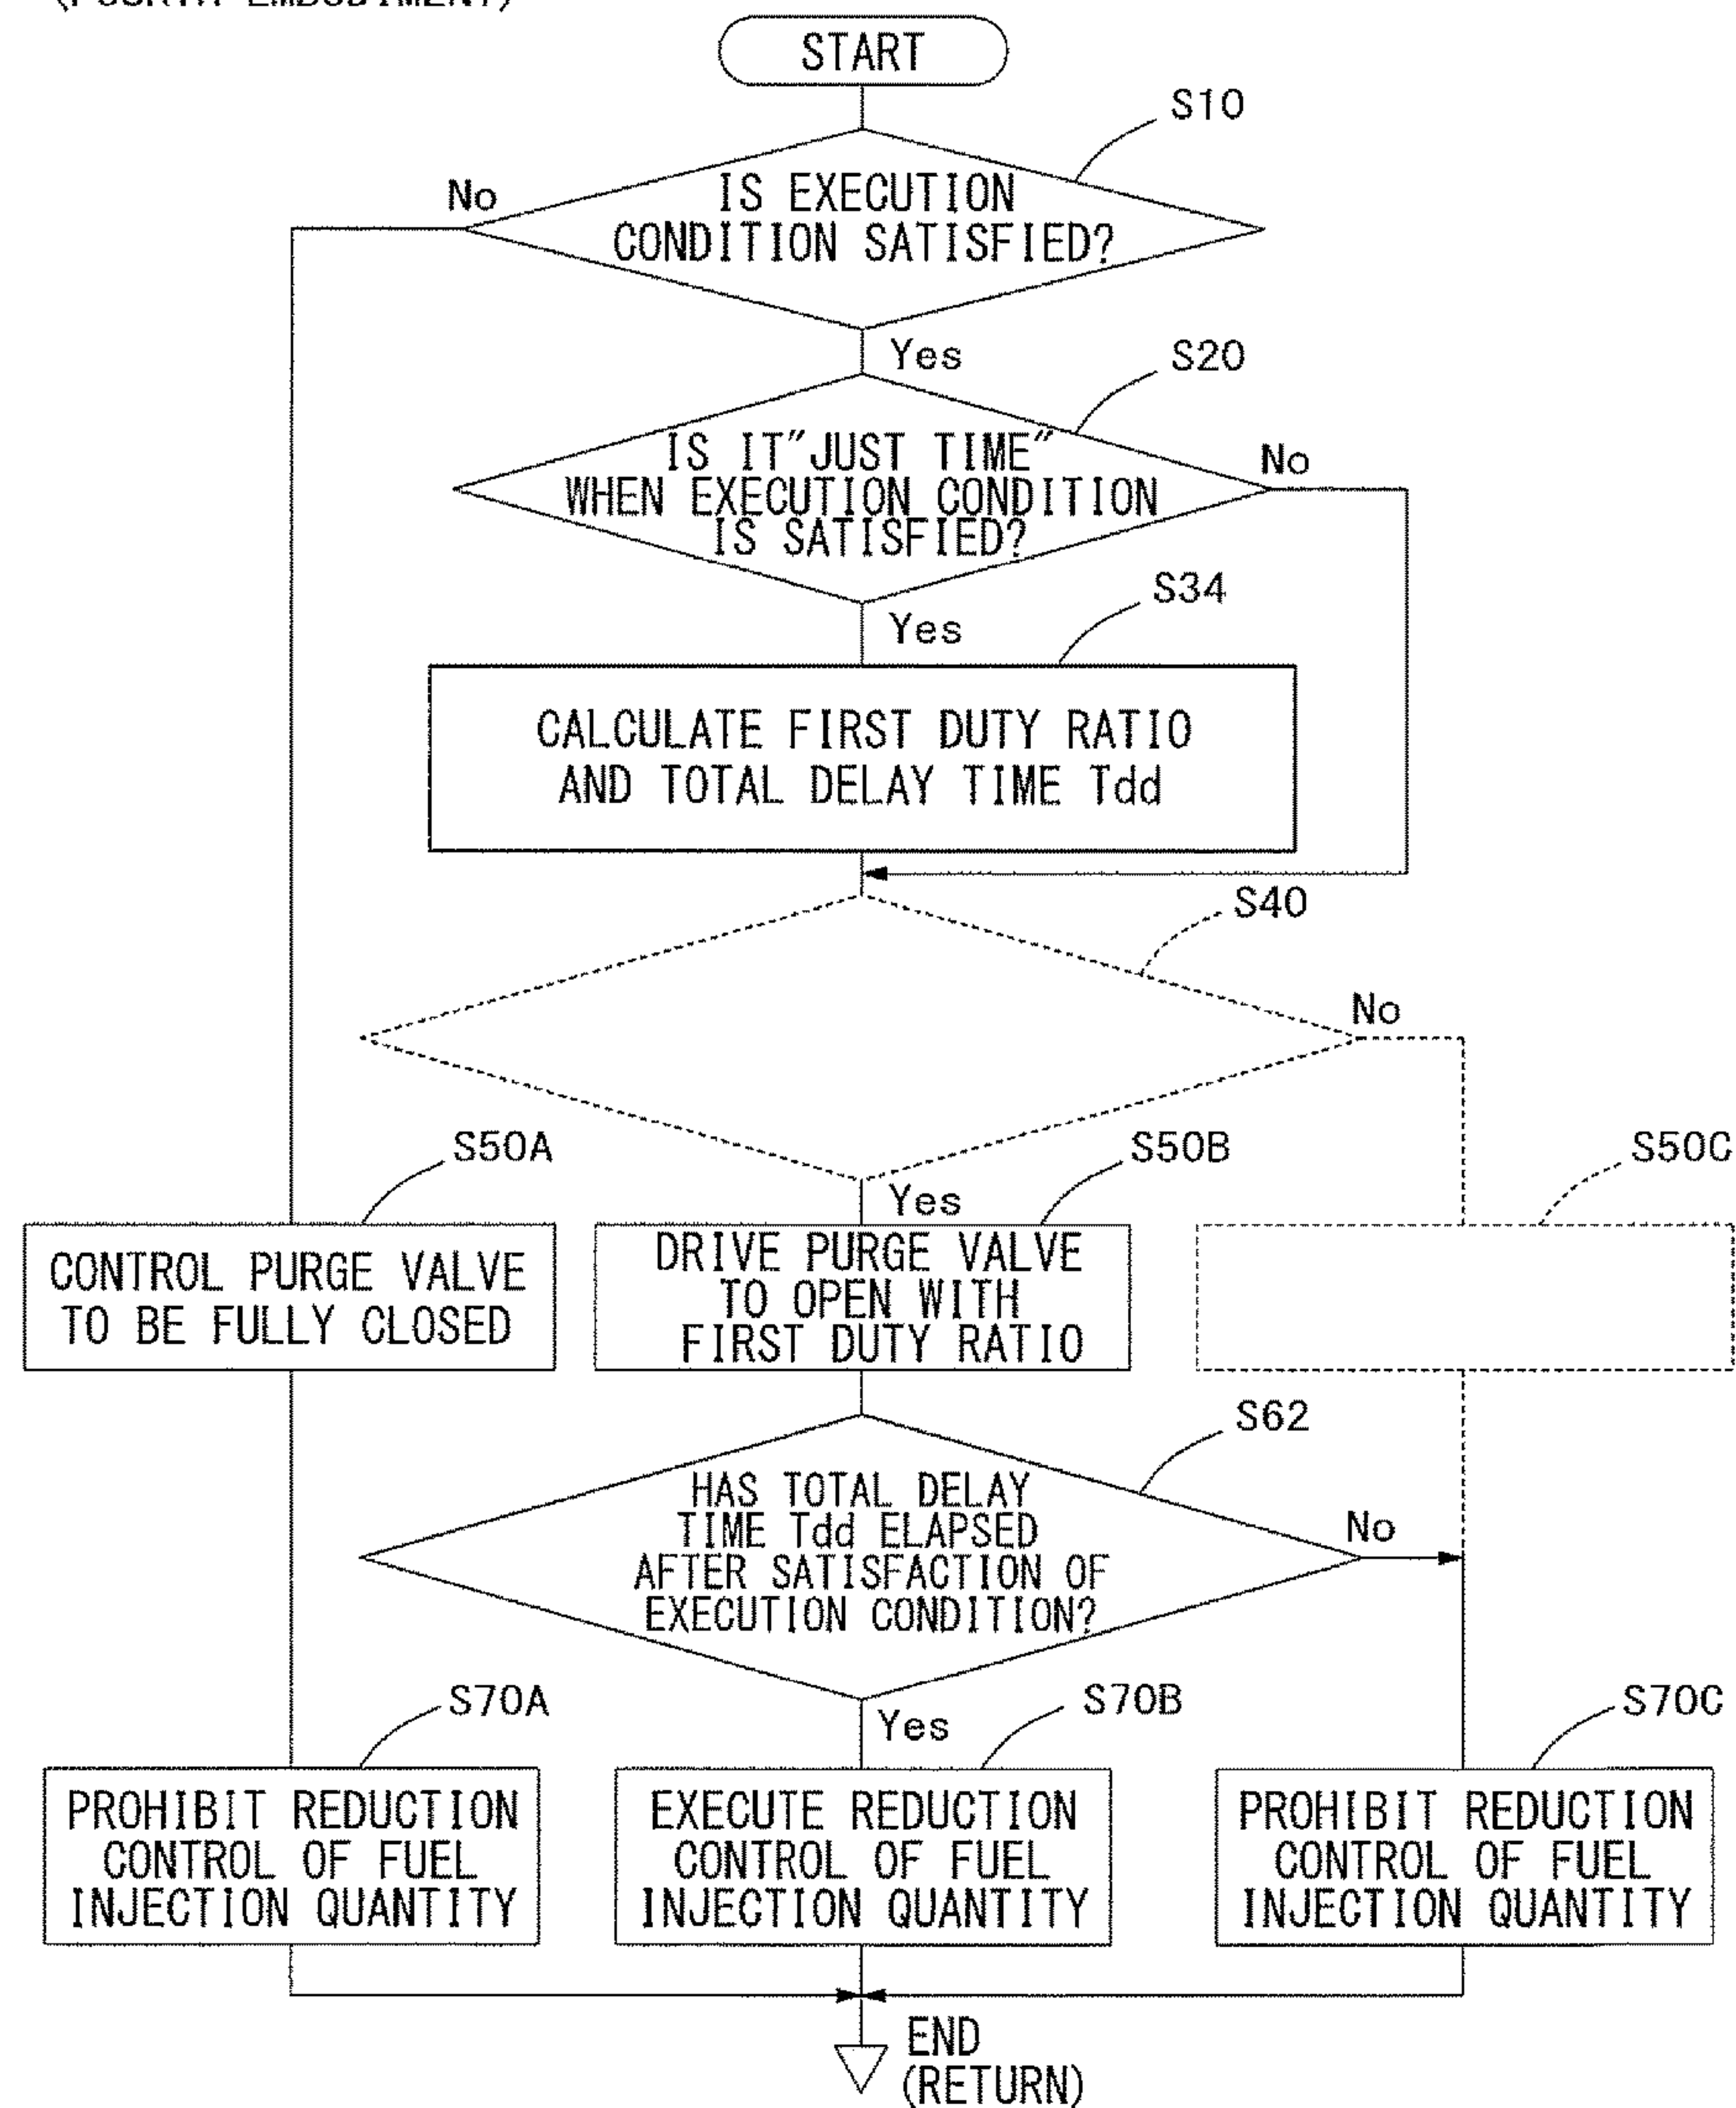 START
S10
No
IS EXECUTION
CONDITION SATISFIED?
Yes
S20
IS IT"JUST TIME"
WHEN EXECUTION CONDITION
IS SATISFIED?
No
Yes
S34
CALCULATE FIRST DUTY RATIO
AND TOTAL DELAY TIME Tdd
S40
No
Yes
S50A
CONTROL PURGE VALVE
TO BE FULLY CLOSED
S50B
DRIVE PURGE VALVE
TO OPEN WITH
FIRST DUTY RATIO
S50C
S62
HAS TOTAL DELAY
TIME Tdd ELAPSED
AFTER SATISFACTION OF
EXECUTION CONDITION?
No
Yes
S70A
PROHIBIT REDUCTION
CONTROL OF FUEL
INJECTION QUANTITY
S70B
EXECUTE REDUCTION
CONTROL OF FUEL
INJECTION QUANTITY
S70C
PROHIBIT REDUCTION
CONTROL OF FUEL
INJECTION QUANTITY
END
(RETURN)